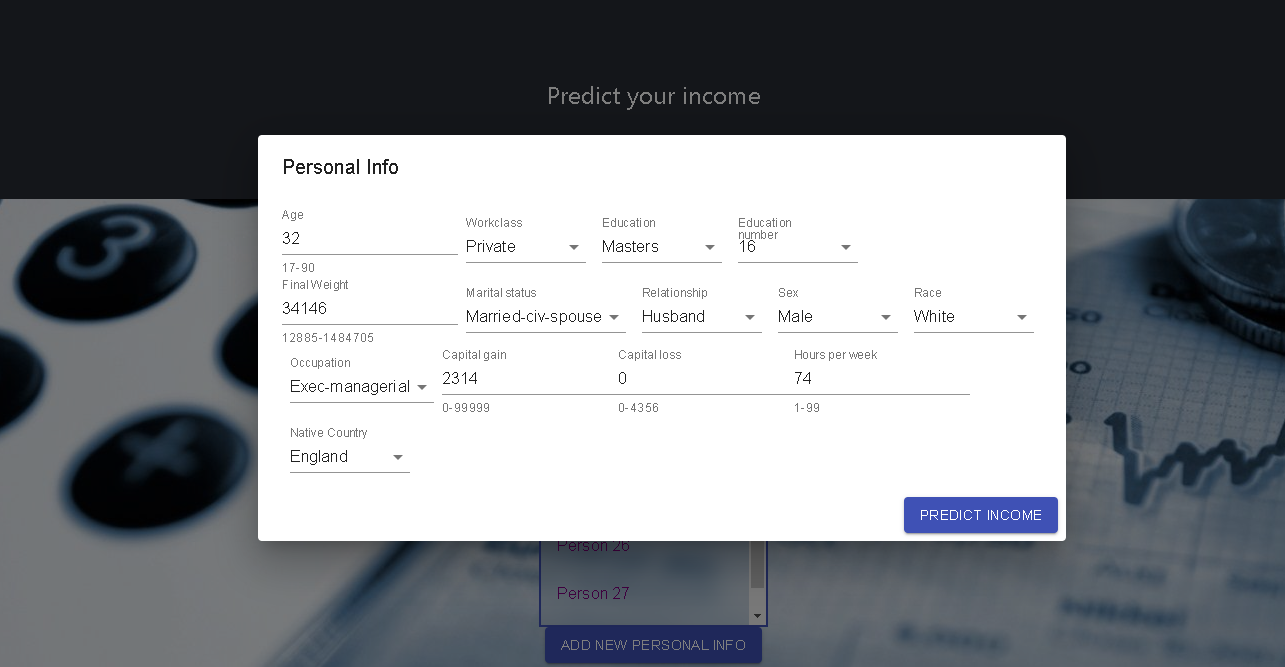 Predict your income
Personal Info
Age
32
17-90
Workclass
Private
Education
Masters
Education
number
16
Final Weight
34146
12885-1484705
Marital status
Married-civ-spouse
Relationship
Husband
Sex
Male
Race
White
Occupation
Exec-managerial
Capital gain
2314
0-99999
Capital loss
0
0-4356
Hours per week
74
1-99
Native Country
England
PREDICT INCOME
Person 26
Person 27
ADD NEW PERSONAL INFO
3